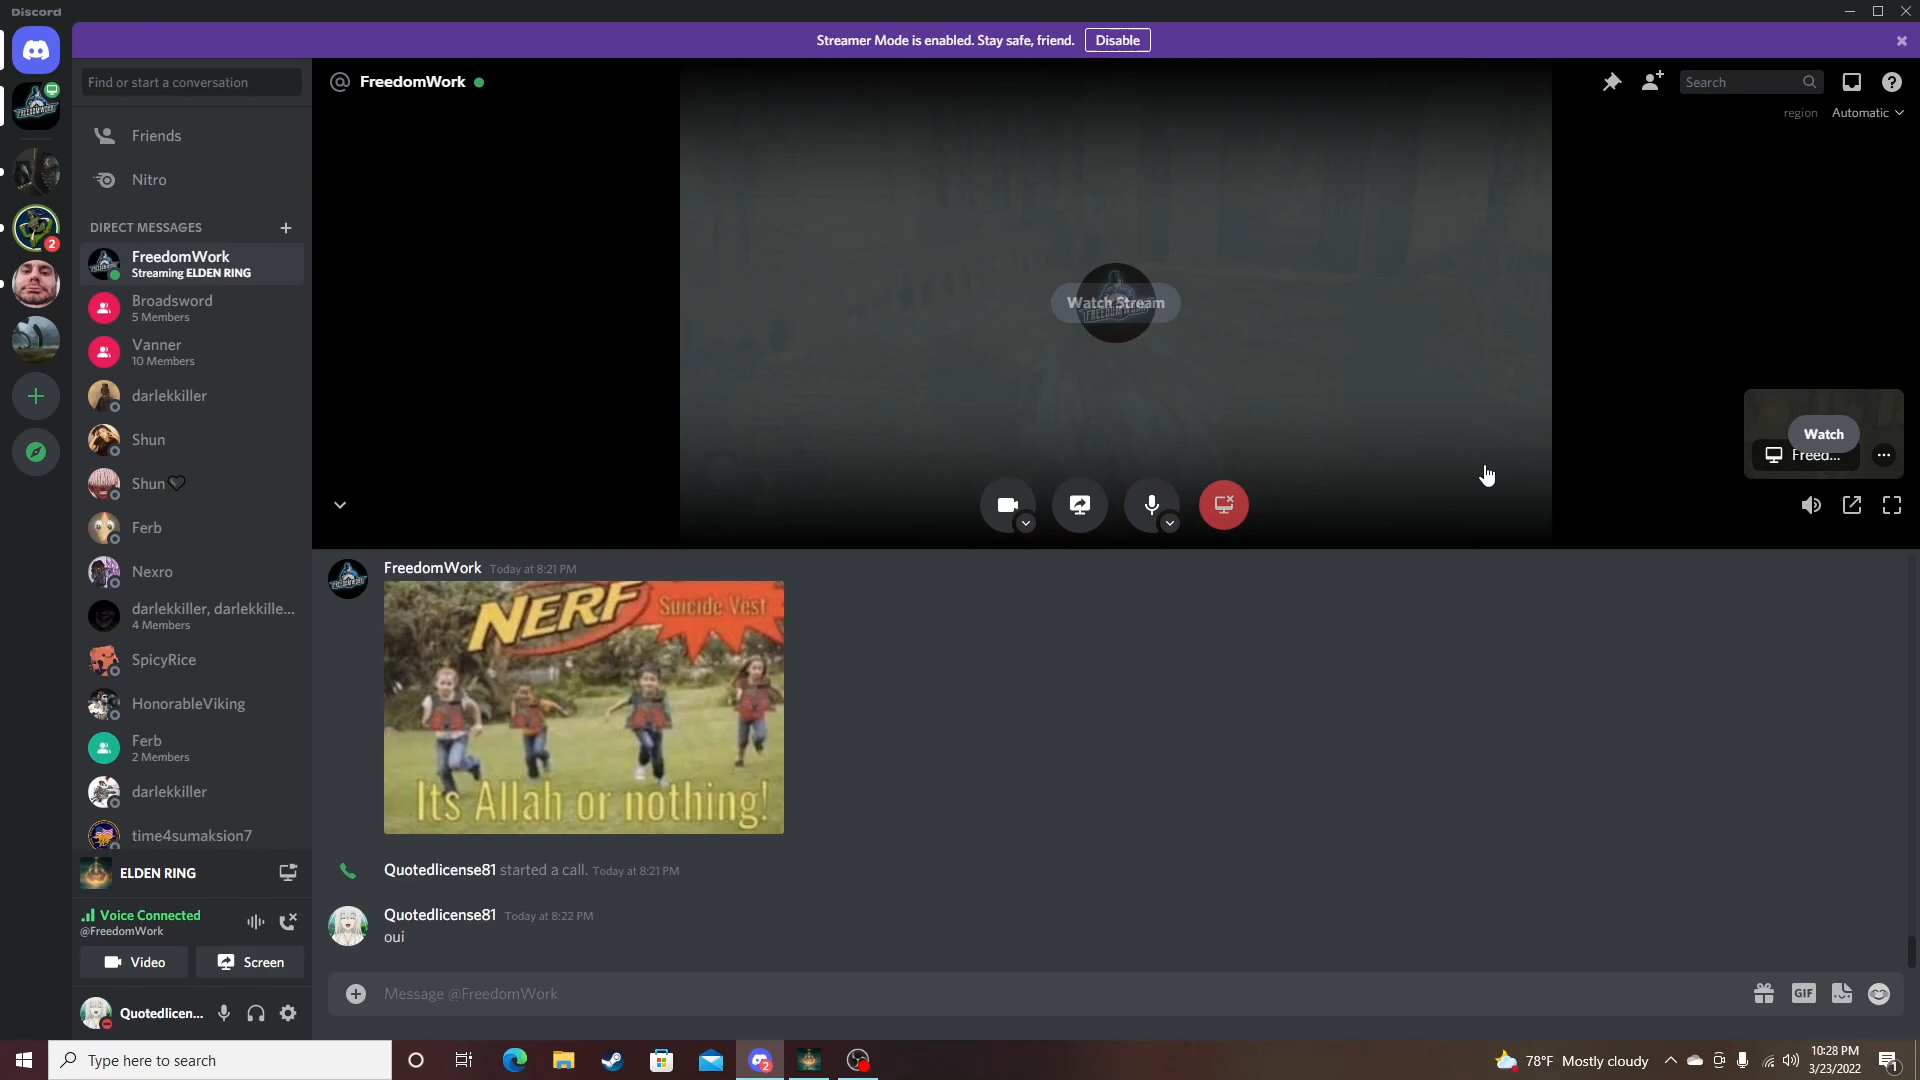 Discord
Streamer Mode is enabled. Stay safe, friend. Disable
Find or start a conversation
FreedomWork
Search
region Automatic
Friends
Nitro
DIRECT MESSAGES
FreedomWork
Streaming ELDEN RING
Broadsword
5 Members
Vanner
10 Members
darlekkiller
Shun
Shun🖤
Ferb
Nexro
darlekkiller, darlekkille...
4 Members
SpicyRice
HonorableViking
Ferb
2 Members
darlekkiller
time4sumaksion7
ELDEN RING
Voice Connected
@FreedomWork
Video
Screen
Quotedlicen...
2
Watch Stream
FREEDOMWORK
Watch
Freed...
FreedomWork Today at 8:21 PM
NERF
Suicide Vest
Its Allah or nothing!
Quotedlicense81 started a call. Today at 8:21 PM
Quotedlicense81 Today at 8:22 PM
oui
Message @FreedomWork
GIF
Type here to search
2
78°F Mostly cloudy
10:28 PM
3/23/2022
1